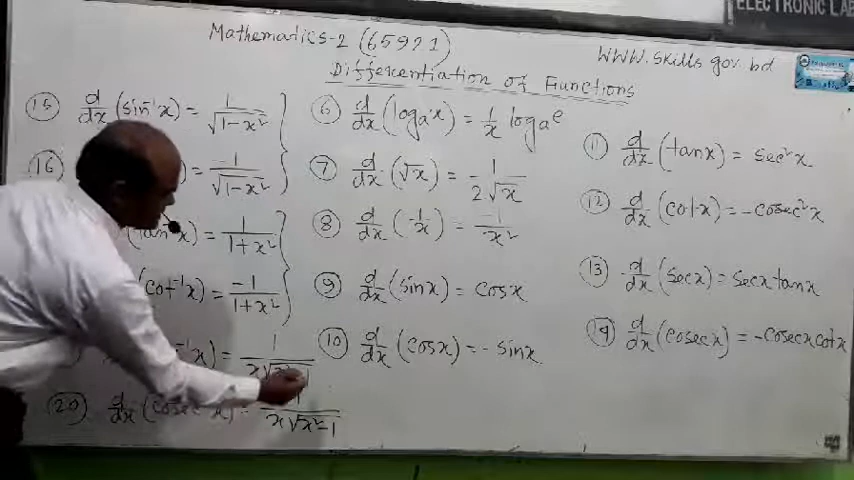 ELECTRONIC LAB
Mathematics-2 (65921)
WWW.skills.gov.bd
Differentiation of Functions
(15) d/dx (sin⁻¹x) = 1/√(1-x²)
(16) = -1/√(1-x²)
(tan⁻¹x) = 1/(1+x²)
(cot⁻¹x) = -1/(1+x²)
⁻¹x) = 1/
(20) d/dx (cosec⁻¹x) = x√(x²-1)
(6) d/dx (logₐx) = 1/x logₐe
(7) d/dx (√x) = 1/(2√x)
(8) d/dx (1/x) = -1/x²
(9) d/dx (sinx) = cosx
(10) d/dx (cosx) = - sinx
(11) d/dx (tanx) = sec²x
(12) d/dx (cotx) = -cosec²x
(13) d/dx (secx) = secx tanx
(14) d/dx (cosecx) = -cosecx cotx